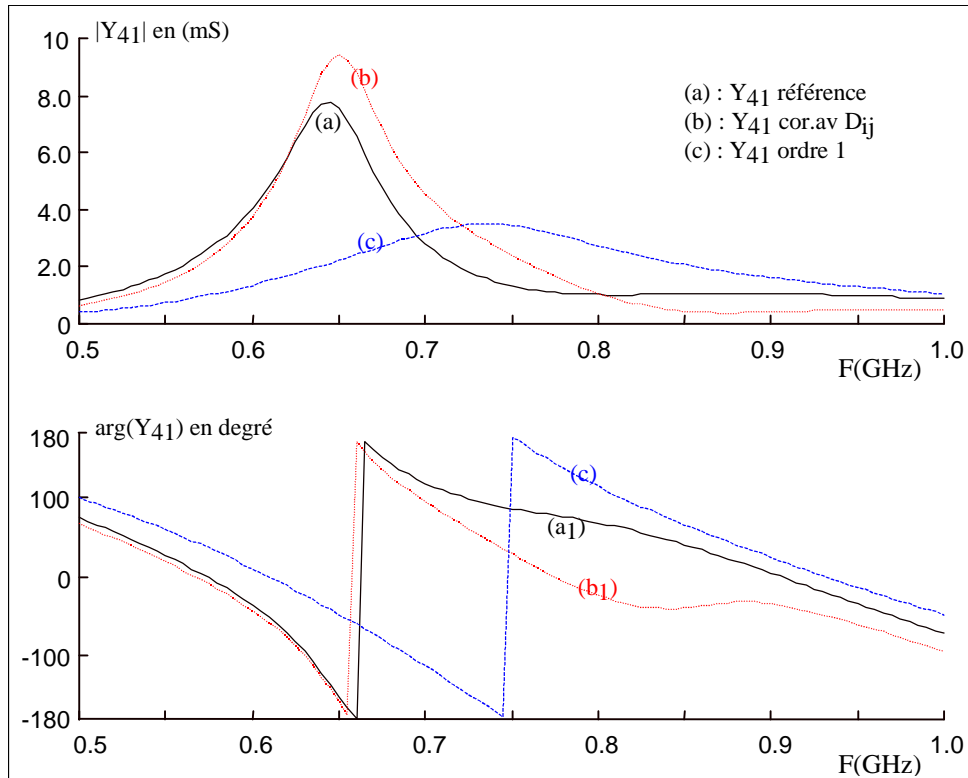 |Y41| en (mS)
10
8.0
6.0
4.0
2.0
0
(b)
(a)
(c)
(a) : Y41 référence
(b) : Y41 cor.av Dij
(c) : Y41 ordre 1
0.5
0.6
0.7
0.8
0.9
1.0
F(GHz)
arg(Y41) en degré
180
100
0
-100
-180
(c)
(a1)
(b1)
0.5
0.6
0.7
0.8
0.9
1.0
F(GHz)